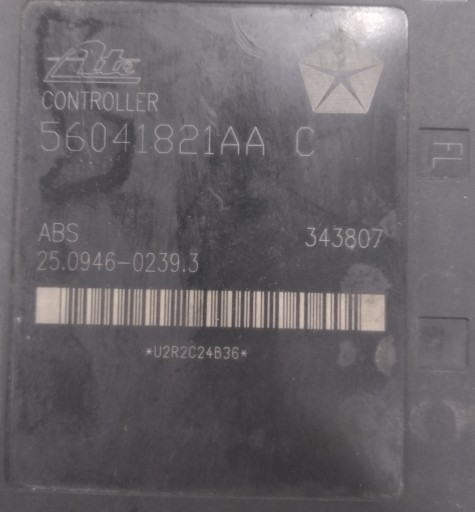 Ate
CONTROLLER
56041821AA C
FL
ABS 343807
25.0946-0239.3
*U2R2C24B36*